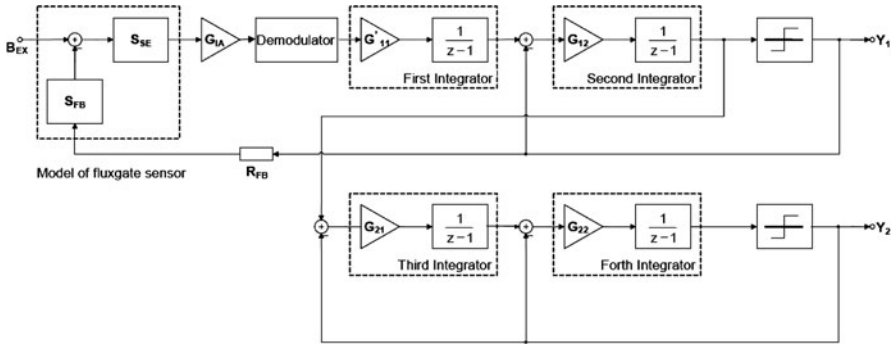 B_EX
S_SE
G_IA
Demodulator
G'_11
1
z-1
First Integrator
G_12
1
z-1
Second Integrator
Y_1
S_FB
Model of fluxgate sensor
R_FB
G_21
1
z-1
Third Integrator
G_22
1
z-1
Forth Integrator
Y_2